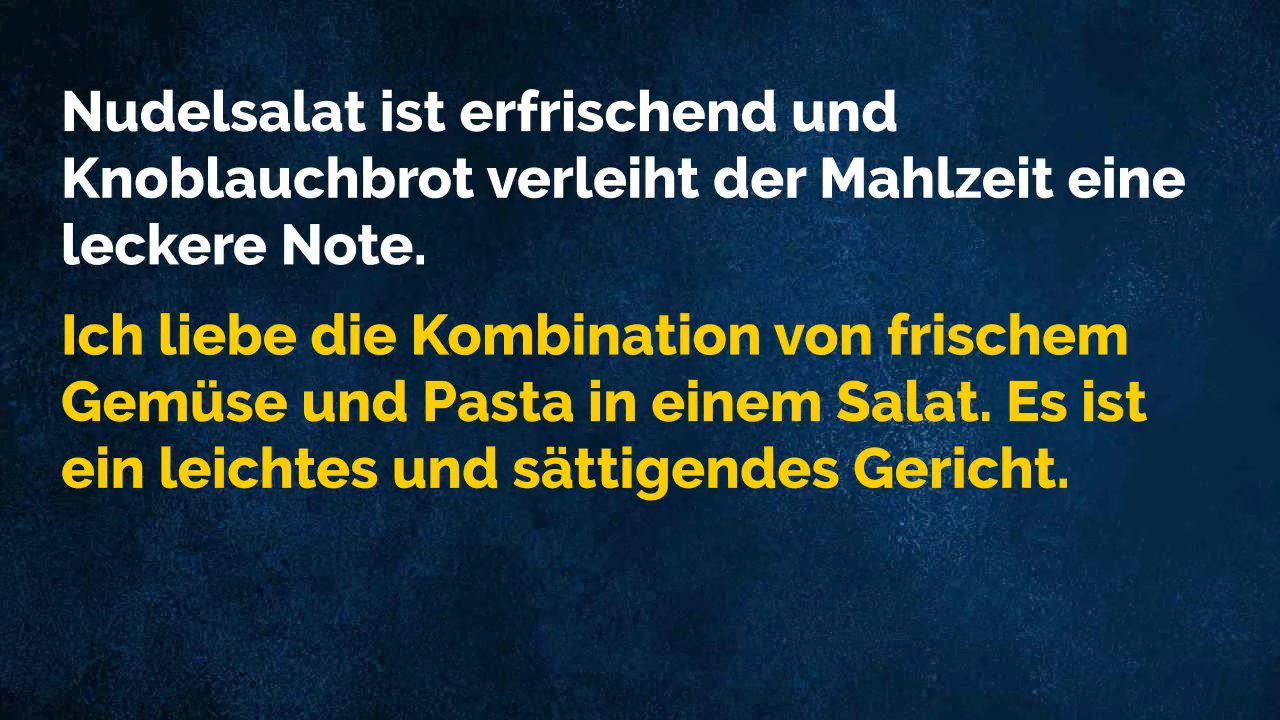 Nudelsalat ist erfrischend und
Knoblauchbrot verleiht der Mahlzeit eine
leckere Note.
Ich liebe die Kombination von frischem
Gemüse und Pasta in einem Salat. Es ist
ein leichtes und sättigendes Gericht.